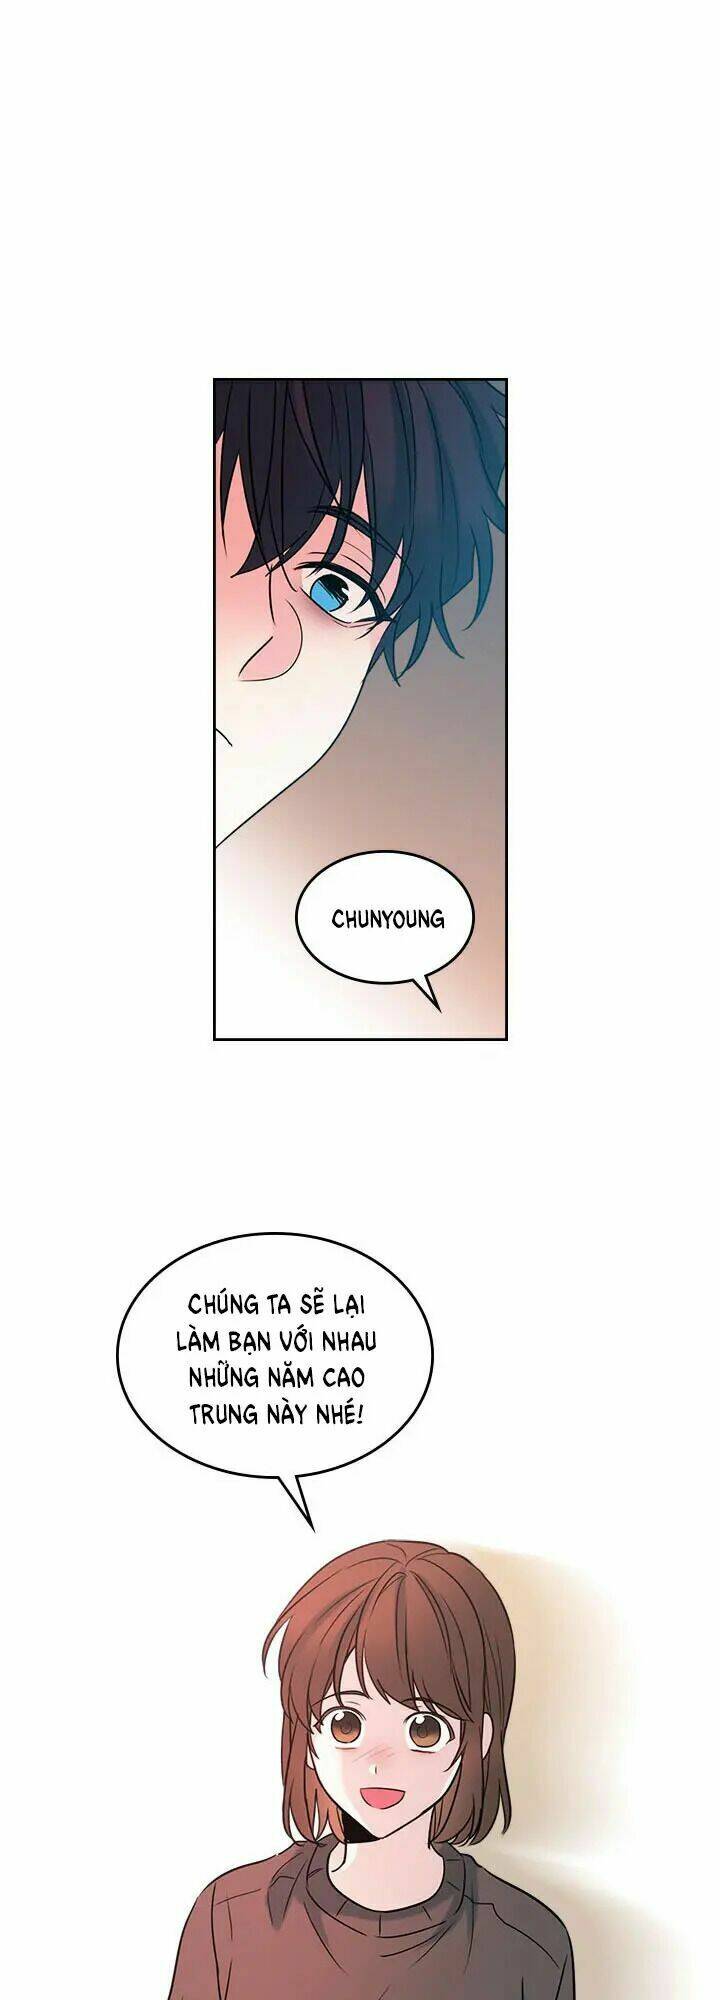 CHUNYOUNG
CHÚNG TA SẼ LẠI
LÀM BẠN VỚI NHAU
NHỮNG NĂM CAO
TRUNG NÀY NHÉ!